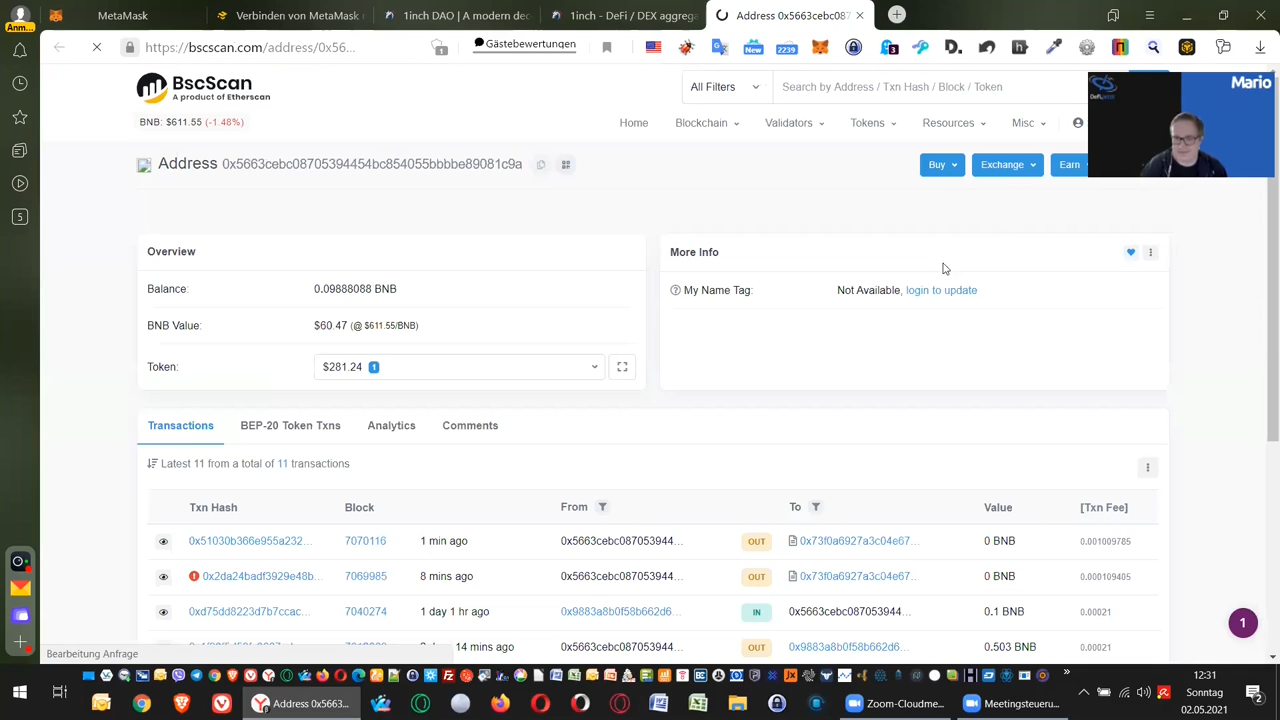 Anm...
MetaMask
Verbinden von MetaMask
1inch DAO | A modern dec
1inch - DeFi / DEX aggreg
Address 0x5663cebc087
https://bscscan.com/address/0x56...
1
Gästebewertungen
New
2239
3
BscScan
A product of Etherscan
BNB: $611.55 (-1.48%)
All Filters
Search by Address / Txn Hash / Block / Token
Mario
Home
Blockchain
Validators
Tokens
Resources
Misc
Address 0x5663cebc08705394454bc854055bbbbe89081c9a
Buy
Exchange
Earn
5
Overview
Balance:
0.09888088 BNB
BNB Value:
$60.47 (@ $611.55/BNB)
Token:
$281.24 1
More Info
My Name Tag:
Not Available, login to update
Transactions
BEP-20 Token Txns
Analytics
Comments
Latest 11 from a total of 11 transactions
Txn Hash
Block
From
To
Value
[Txn Fee]
0x51030b366e955a232... 7070116 1 min ago 0x5663cebc087053944... OUT 0x73f0a6927a3c04e67... 0 BNB 0.001009785
0x2da24badf3929e48b... 7069985 8 mins ago 0x5663cebc087053944... OUT 0x73f0a6927a3c04e67... 0 BNB 0.000109405
0xd75dd8223d7b7ccac... 7040274 1 day 1 hr ago 0x9883a8b0f58b662d6... IN 0x5663cebc087053944... 0.1 BNB 0.00021
14 mins ago 0x5663cebc087053944... OUT 0x9883a8b0f58b662d6... 0.503 BNB 0.00021
1
Bearbeitung Anfrage
12:31
Sonntag
02.05.2021
Address 0x5663...
Zoom-Cloudme...
Meetingsteueru...